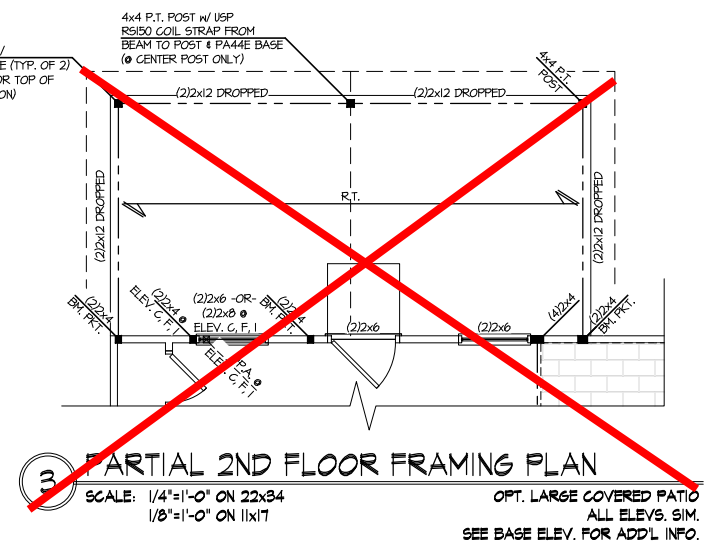 4x4 P.T. POST W/ USP
RS150 COIL STRAP FROM
BEAM TO POST & PA44E BASE
(@ CENTER POST ONLY)
E (TYP. OF 2)
OR TOP OF
ON)
4x4 P.T.
POST
(2)2x12 DROPPED
(2)2x12 DROPPED
(2)2x12 DROPPED
(2)2x12 DROPPED
R.T.
(2)2x4
BM. PKT.
(2)2x4 @
ELEV. C, F, I
(2)2x6 -OR-
(2)2x8 @
ELEV. C, F, I
(2)2x4
BM. PKT.
(2)2x6
(2)2x6
(4)2x4
(2)2x4
BM. PKT.
P.A. @
ELEV. C, F, I
3
PARTIAL 2ND FLOOR FRAMING PLAN
SCALE: 1/4"=1'-0" ON 22x34
1/8"=1'-0" ON 11x17
OPT. LARGE COVERED PATIO
ALL ELEVS. SIM.
SEE BASE ELEV. FOR ADD'L INFO.